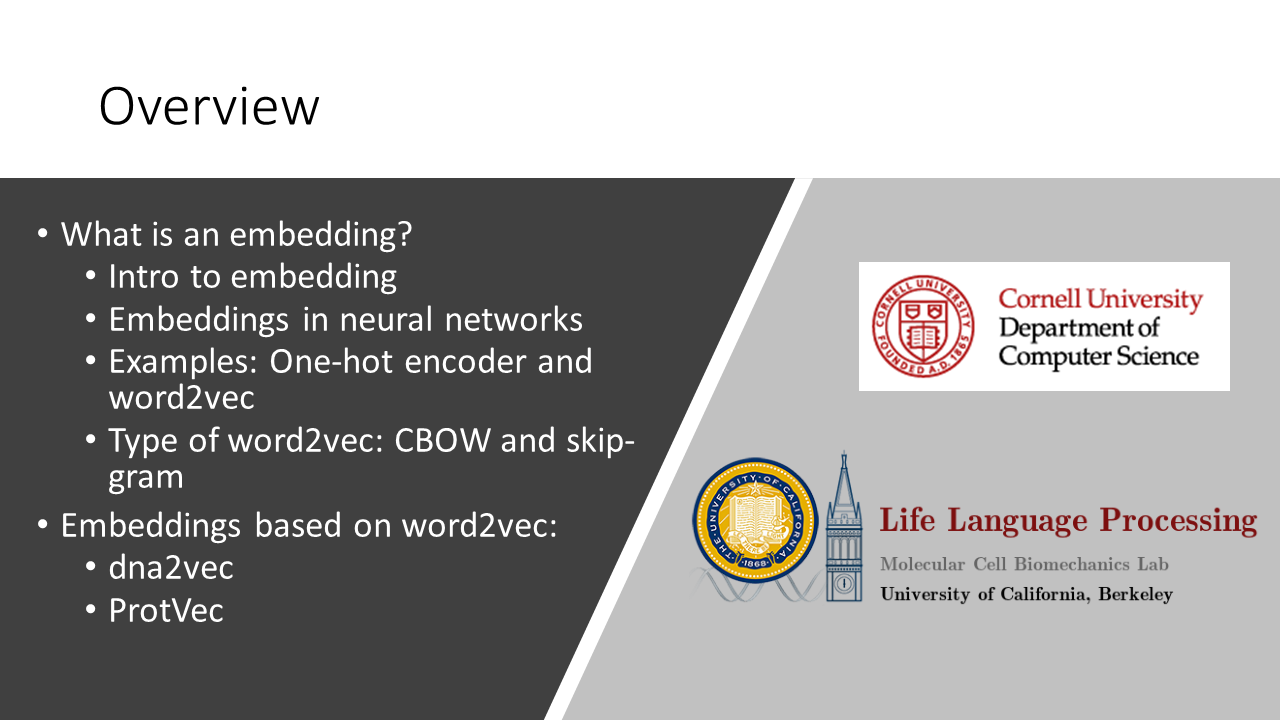 Overview
• What is an embedding?
• Intro to embedding
• Embeddings in neural networks
• Examples: One-hot encoder and
word2vec
• Type of word2vec: CBOW and skip-
gram
• Embeddings based on word2vec:
• dna2vec
• ProtVec
CORNELL UNIVERSITY
FOUNDED A.D. 1865
Cornell University
Department of
Computer Science
THE·UNIVERSITY·OF·CALIFORNIA
·1868·
Life Language Processing
Molecular Cell Biomechanics Lab
University of California, Berkeley